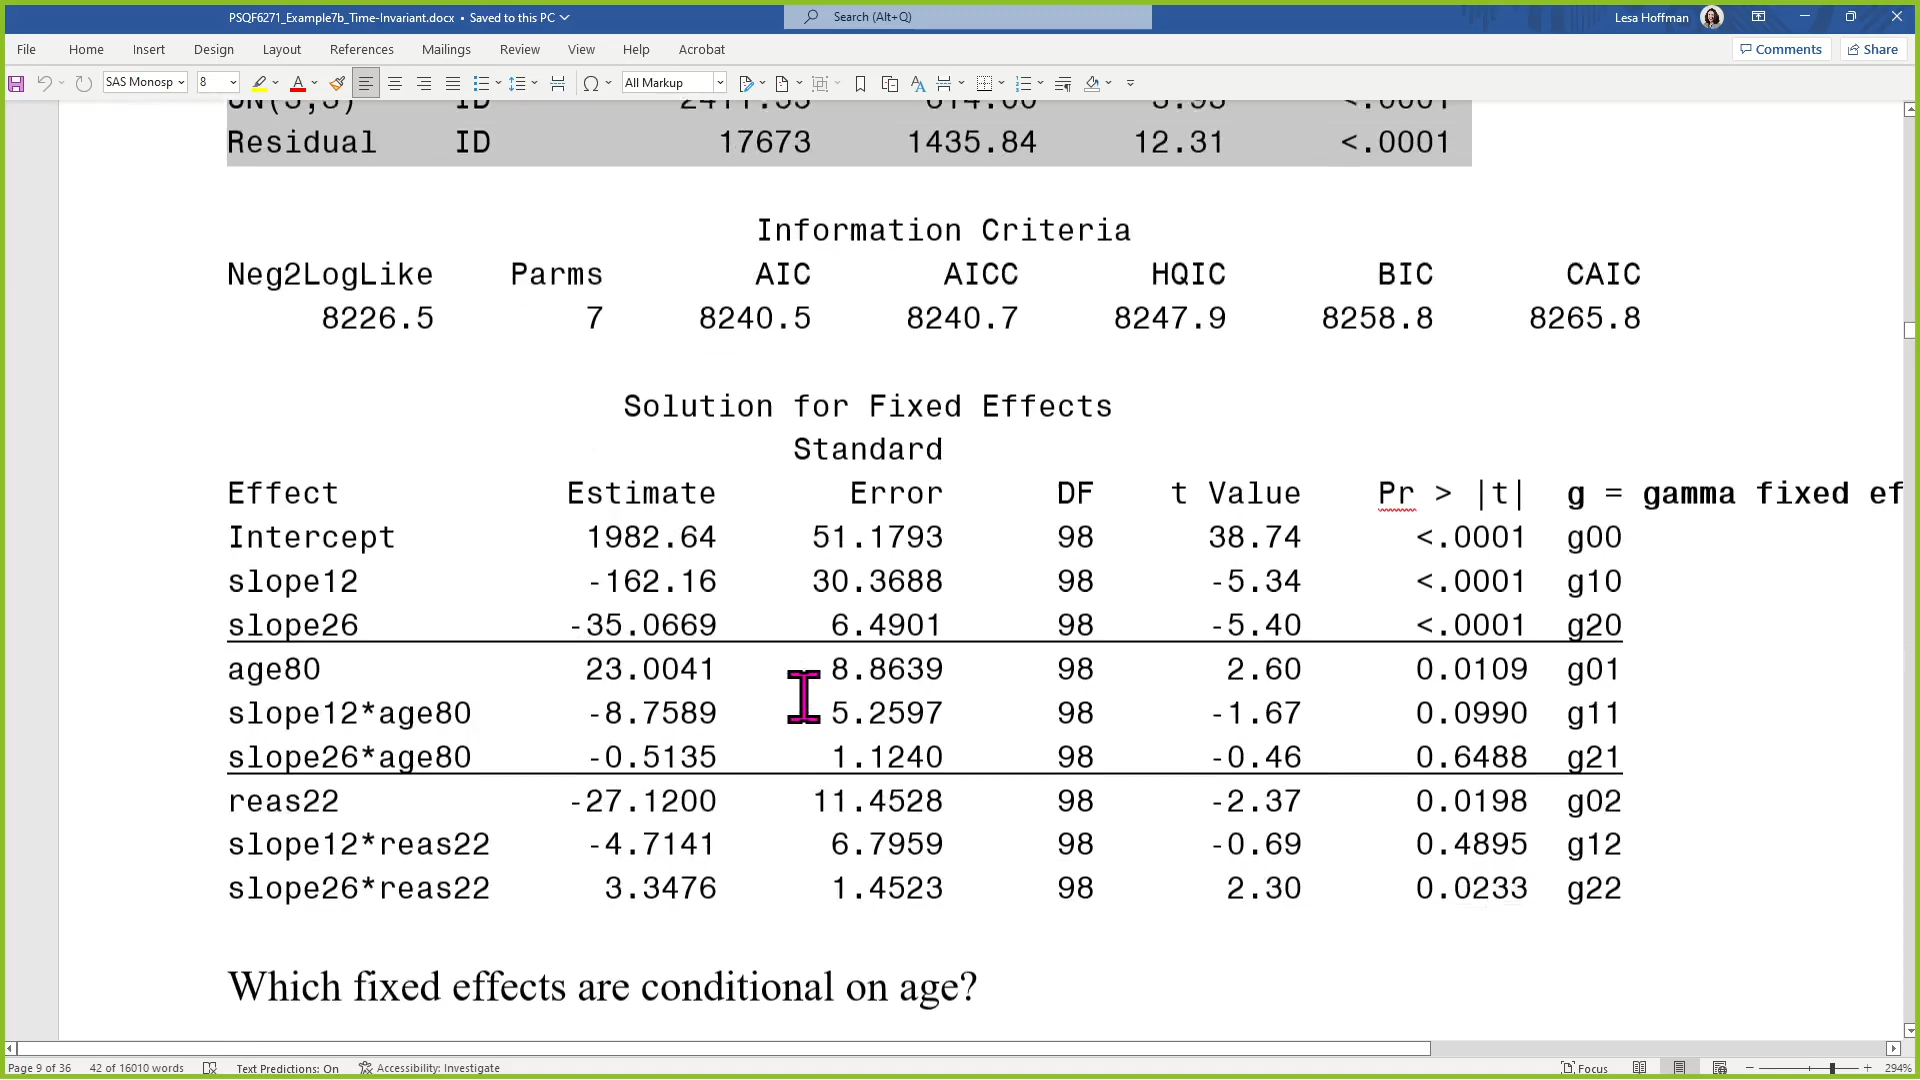 PSQF6271_Example7b_Time-Invariant.docx • Saved to this PC
Search (Alt+Q)
Lesa Hoffman
File Home Insert Design Layout References Mailings Review View Help Acrobat
Comments Share
SAS Monosp 8 All Markup
Residual ID 17673 1435.84 12.31 <.0001
Information Criteria
Neg2LogLike Parms AIC AICC HQIC BIC CAIC
8226.5 7 8240.5 8240.7 8247.9 8258.8 8265.8
Solution for Fixed Effects
Standard
Effect Estimate Error DF t Value Pr > |t| g = gamma fixed ef
Intercept 1982.64 51.1793 98 38.74 <.0001 g00
slope12 -162.16 30.3688 98 -5.34 <.0001 g10
slope26 -35.0669 6.4901 98 -5.40 <.0001 g20
age80 23.0041 8.8639 98 2.60 0.0109 g01
slope12*age80 -8.7589 5.2597 98 -1.67 0.0990 g11
slope26*age80 -0.5135 1.1240 98 -0.46 0.6488 g21
reas22 -27.1200 11.4528 98 -2.37 0.0198 g02
slope12*reas22 -4.7141 6.7959 98 -0.69 0.4895 g12
slope26*reas22 3.3476 1.4523 98 2.30 0.0233 g22
Which fixed effects are conditional on age?
Page 9 of 36 42 of 16010 words Text Predictions: On Accessibility: Investigate Focus 294%